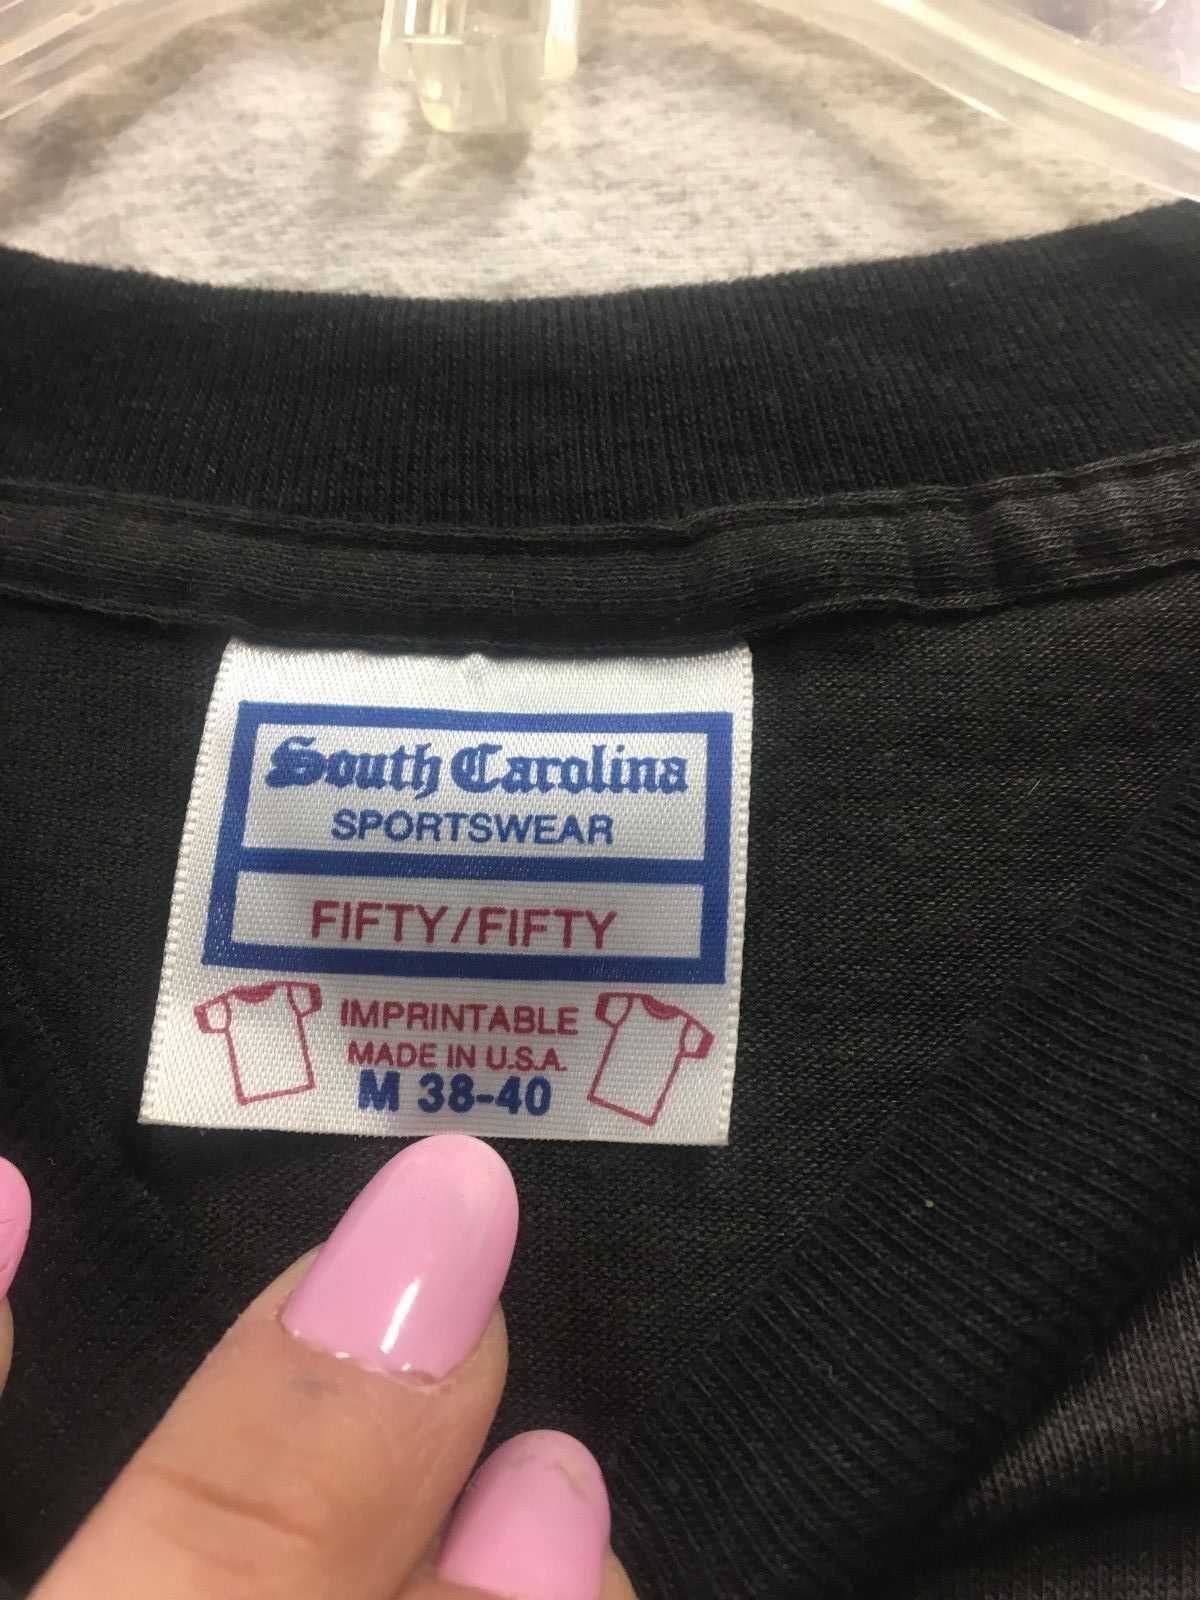 South Carolina
SPORTSWEAR
FIFTY/FIFTY
IMPRINTABLE
MADE IN U.S.A.
M 38-40